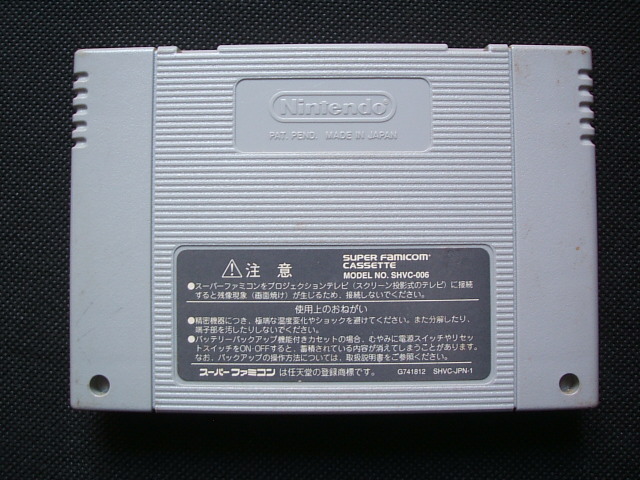 Nintendo
PAT. PEND. MADE IN JAPAN
⚠注意
SUPER FAMICOM
CASSETTE
MODEL NO. SHVC-006
●スーパーファミコンをプロジェクションテレビ(スクリーン投影式のテレビ)に接続
すると残像現象(画面焼け)が生じるため、接続しないでください。
使用上のおねがい
●精密機器につき、極端な温度変化やショックを避けてください。また分解したり、
端子部を汚したりしないでください。
●バッテリーバックアップ機能付きカセットの場合、むやみに電源スイッチやリセッ
トスイッチをON-OFFすると、蓄積されている内容が消えてしまうことがあります。
なお、バックアップの操作方法については、取扱説明書をご参照ください。
スーパーファミコンは任天堂の登録商標です。 G741812 SHVC-JPN-1